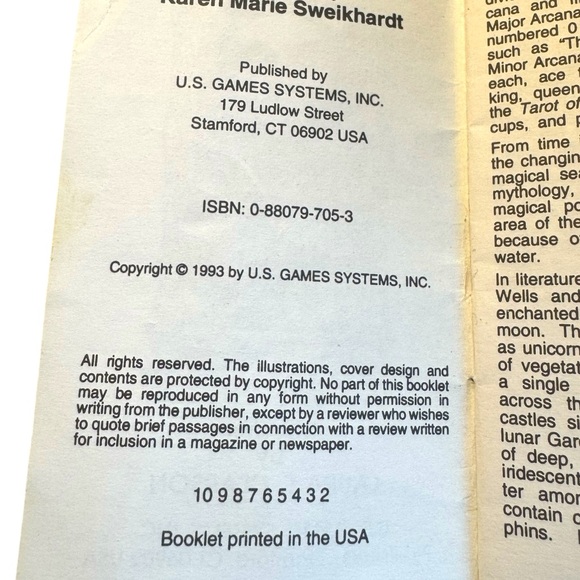 Karen Marie Sweikhardt
Published by
U.S. GAMES SYSTEMS, INC.
179 Ludlow Street
Stamford, CT 06902 USA
ISBN: 0-88079-705-3
Copyright © 1993 by U.S. GAMES SYSTEMS, INC.
All rights reserved. The illustrations, cover design and
contents are protected by copyright. No part of this booklet
may be reproduced in any form without permission in
writing from the publisher, except by a reviewer who wishes
to quote brief passages in connection with a review written
for inclusion in a magazine or newspaper.
10 9 8 7 6 5 4 3 2
Booklet printed in the USA
cana and
Major Arcana
numbered 0
such as "Th
Minor Arcana
each, ace
king, queen
the Tarot of
cups, and p
From time
the changin
magical sea
mythology,
magical po
area of the
because o
water.
In literature
Wells and
enchanted
moon. Th
as unicorn
of vegetat
a single
across th
castles si
lunar Gar
of deep,
iridescent
ter amor
contain c
phins.